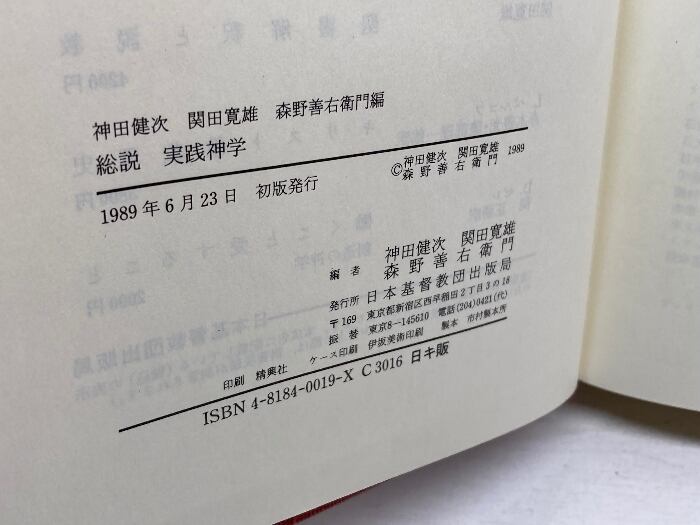 神田健次 関田寛雄 森野善右衛門編
総説 実践神学
©神田健次 関田寛雄
森野善右衛門 1989
1989年6月23日 初版発行
編者 神田健次 関田寛雄
森野善右衛門
発行所 日本基督教団出版局
〒169 東京都新宿区西早稲田2丁目3の18
振替 東京8―145610 電話(204)0421(代)
ケース印刷 伊坂美術印刷 製本 市村製本所
印刷 精興社
ISBN 4-8184-0019-X C3016 日キ販